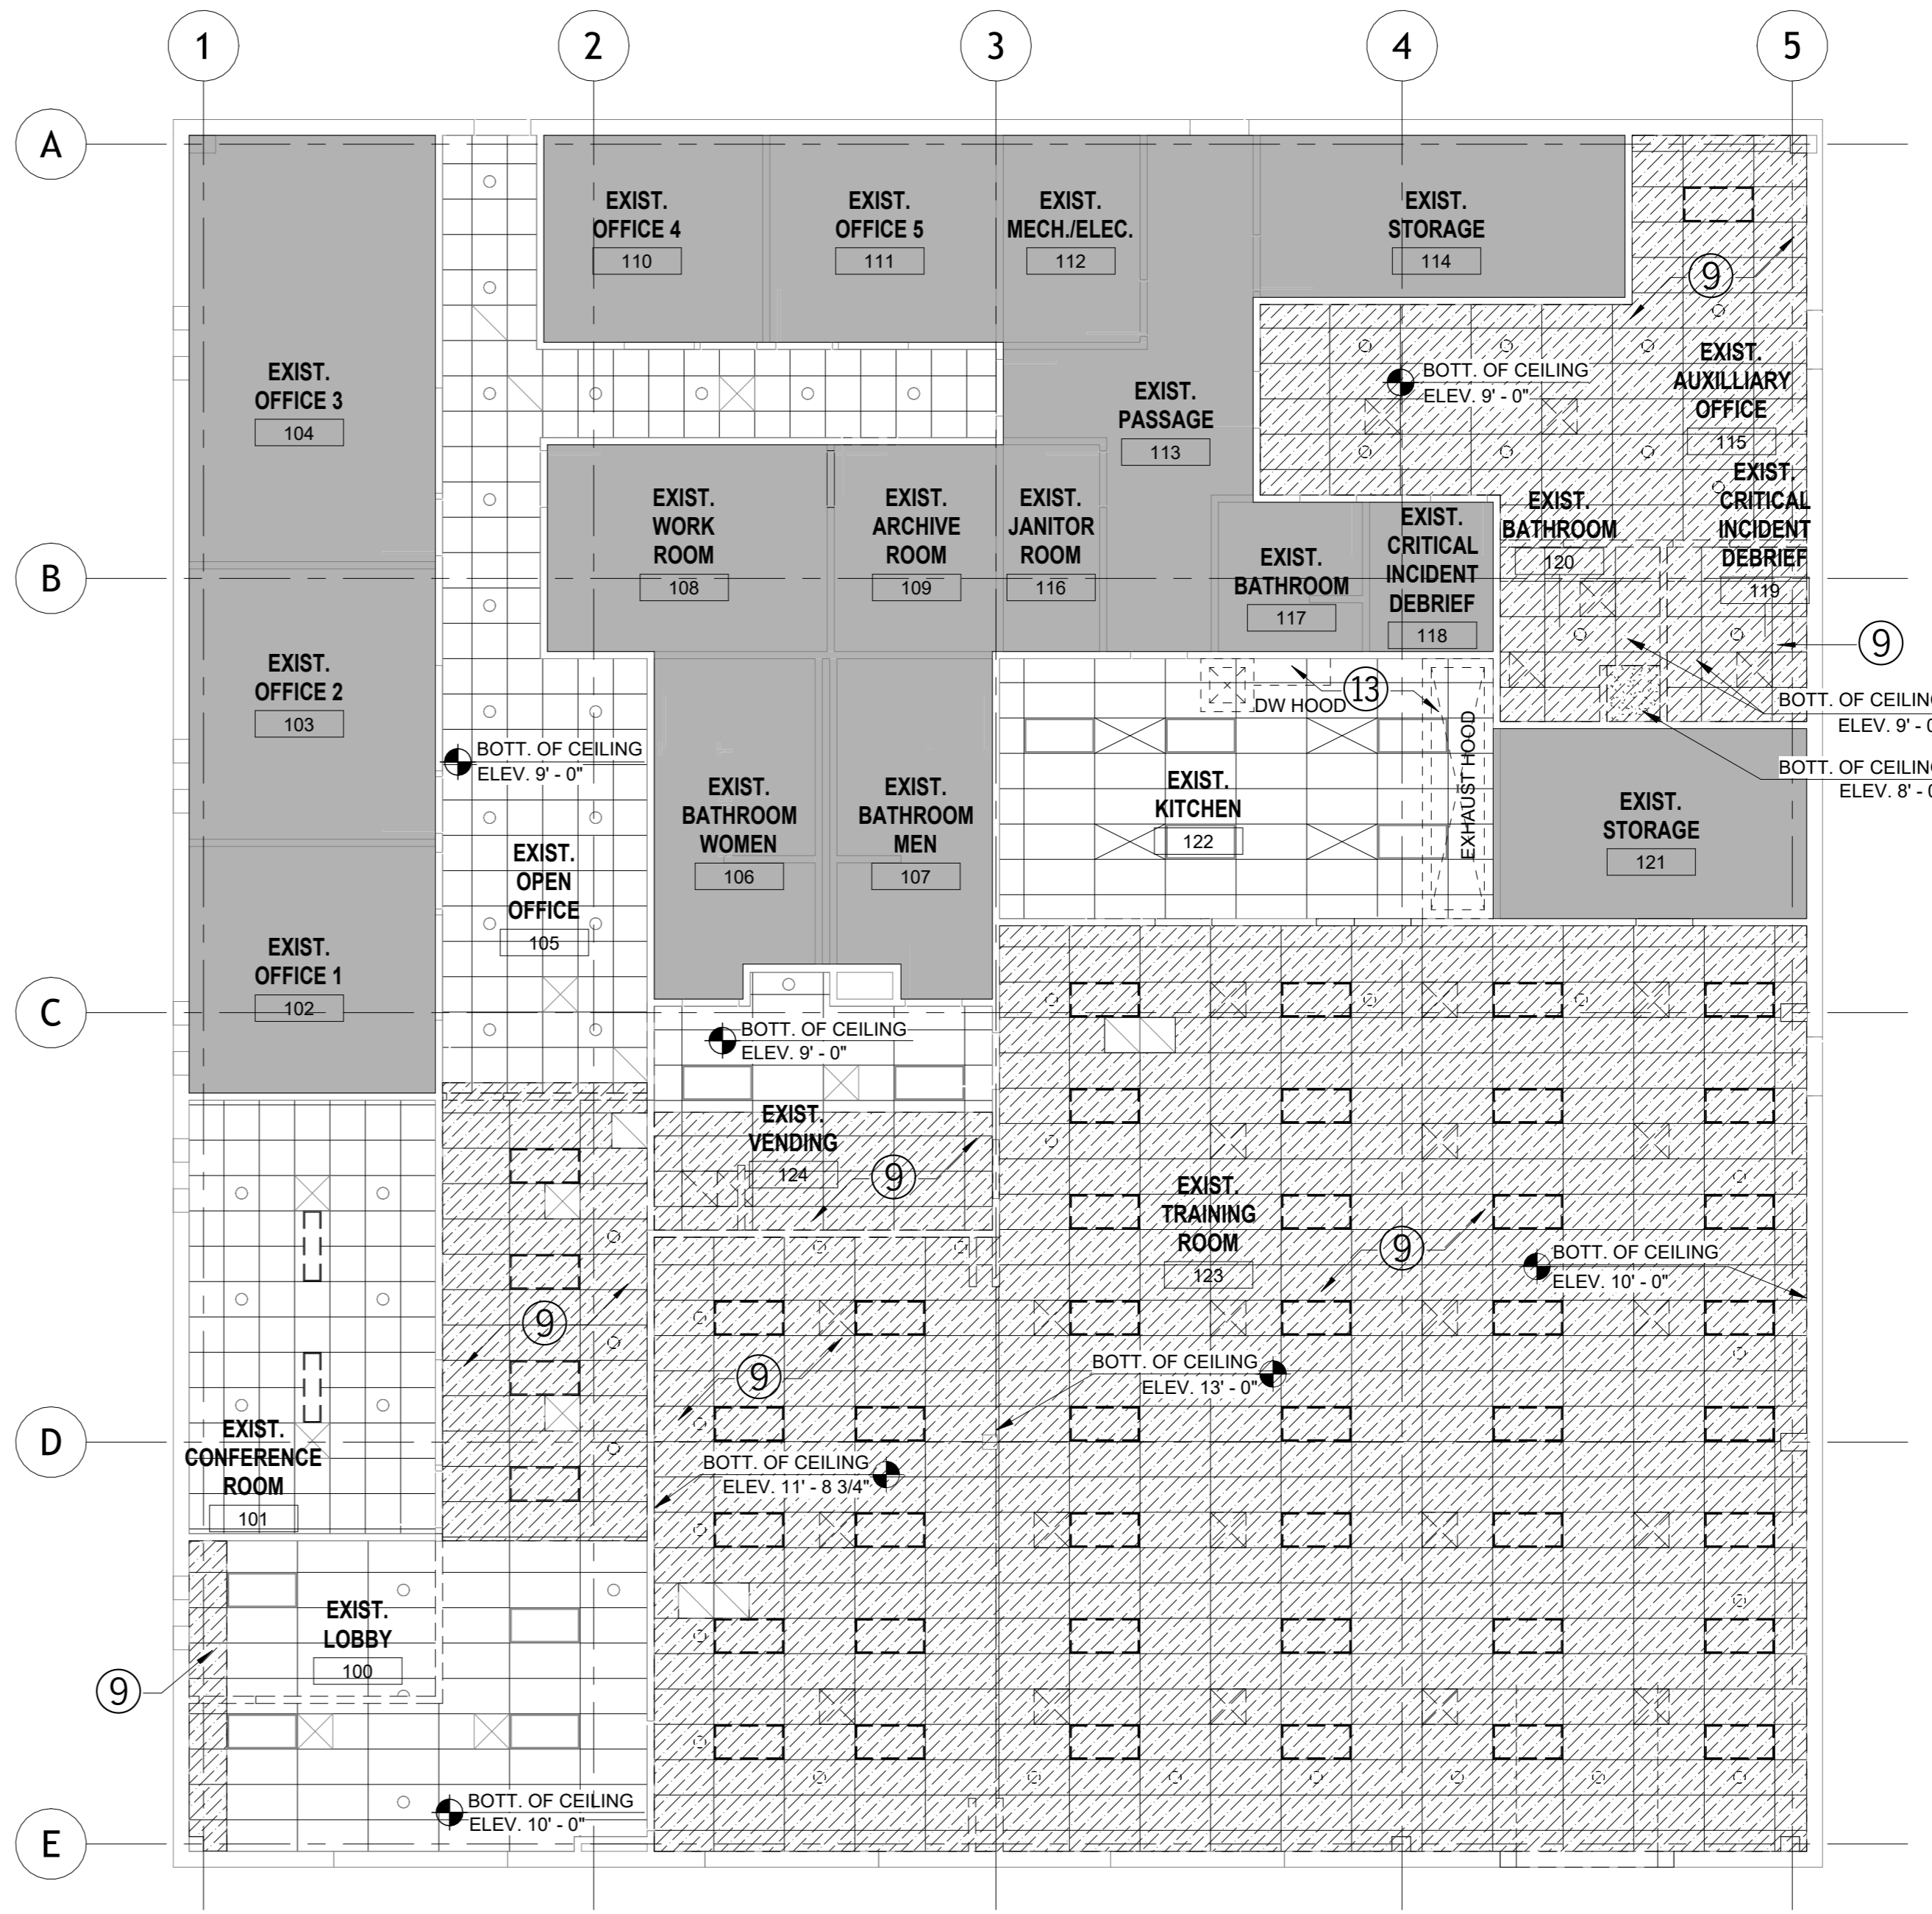 1
2
3
4
5
A
B
C
D
E
EXIST.
OFFICE 4
110
EXIST.
OFFICE 5
111
EXIST.
MECH./ELEC.
112
EXIST.
STORAGE
114
9
EXIST.
OFFICE 3
104
EXIST.
PASSAGE
113
BOTT. OF CEILING
ELEV. 9' - 0"
EXIST.
AUXILLIARY
OFFICE
115
EXIST.
WORK
ROOM
108
EXIST.
ARCHIVE
ROOM
109
EXIST.
JANITOR
ROOM
116
EXIST.
BATHROOM
117
EXIST.
CRITICAL
INCIDENT
DEBRIEF
118
EXIST.
BATHROOM
120
EXIST.
CRITICAL
INCIDENT
DEBRIEF
119
9
EXIST.
OFFICE 2
103
13
DW HOOD
EXHAUST HOOD
BOTT. OF CEILING
ELEV. 9' - 0
BOTT. OF CEILING
ELEV. 8' - 0
BOTT. OF CEILING
ELEV. 9' - 0"
EXIST.
BATHROOM
WOMEN
106
EXIST.
BATHROOM
MEN
107
EXIST.
KITCHEN
122
EXIST.
STORAGE
121
EXIST.
OPEN
OFFICE
105
EXIST.
OFFICE 1
102
BOTT. OF CEILING
ELEV. 9' - 0"
EXIST.
VENDING
124
9
EXIST.
TRAINING
ROOM
123
9
BOTT. OF CEILING
ELEV. 10' - 0"
9
9
BOTT. OF CEILING
ELEV. 13' - 0"
EXIST.
CONFERENCE
ROOM
101
BOTT. OF CEILING
ELEV. 11' - 8 3/4"
EXIST.
LOBBY
100
9
BOTT. OF CEILING
ELEV. 10' - 0"